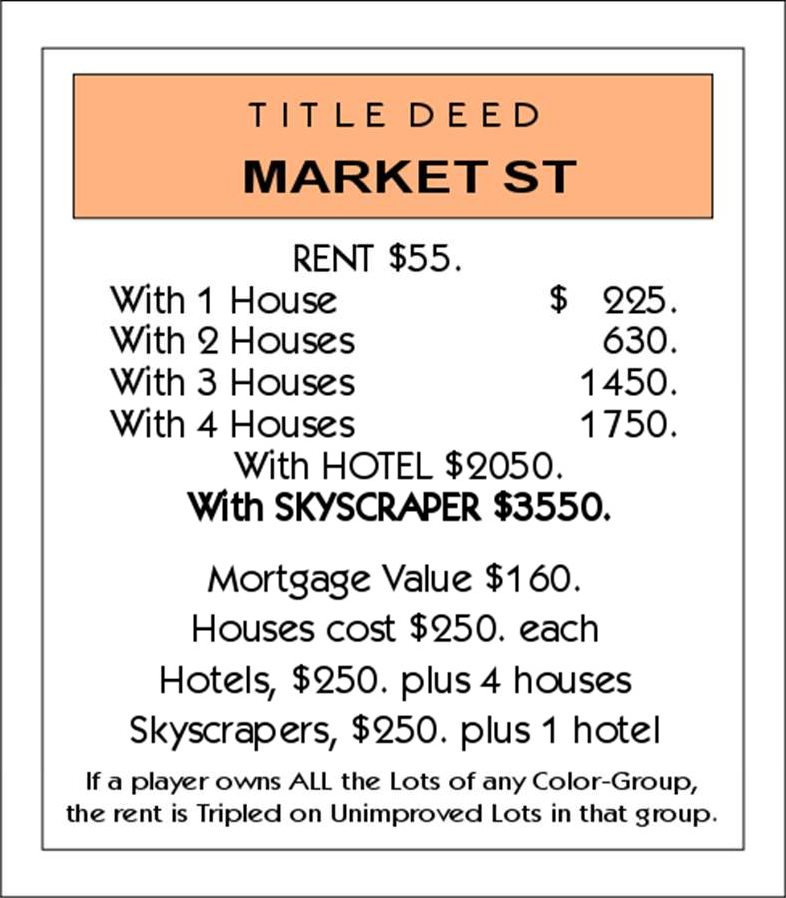 TITLE DEED
MARKET ST
RENT $55.
With 1 House $ 225.
With 2 Houses 630.
With 3 Houses 1450.
With 4 Houses 1750.
With HOTEL $2050.
With SKYSCRAPER $3550.
Mortgage Value $160.
Houses cost $250. each
Hotels, $250. plus 4 houses
Skyscrapers, $250. plus 1 hotel
If a player owns ALL the Lots of any Color-Group,
the rent is Tripled on Unimproved Lots in that group.